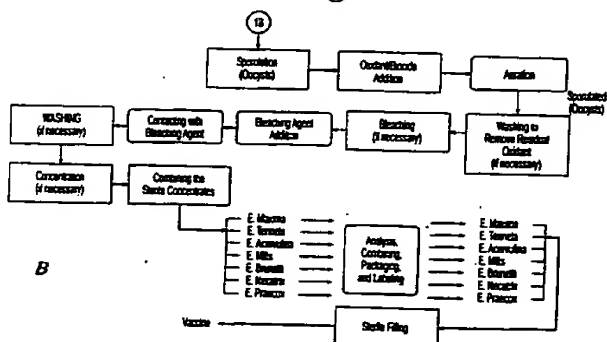 Sporulation
(Oocysts)
Oxidant/Biocide
Addition
Aeration
Sporulated
(Oocysts)
WASHING
(if necessary)
Contacting with
Bleaching Agent
Bleaching Agent
Addition
Bleaching
(if necessary)
Washing to
Remove Residual
Oxidant
(if necessary)
Concentration
(if necessary)
Combining the
Sterile Concentrates
E. Maxima
E. Tenella
E. Acervulina
E. Mitis
E. Brunetti
E. Necatrix
E. Praecox
Analysis,
Combining,
Packaging,
and Labeling
E. Maxima
E. Tenella
E. Acervulina
E. Mitis
E. Brunetti
E. Necatrix
E. Praecox
B
Vaccine
Sterile Filling